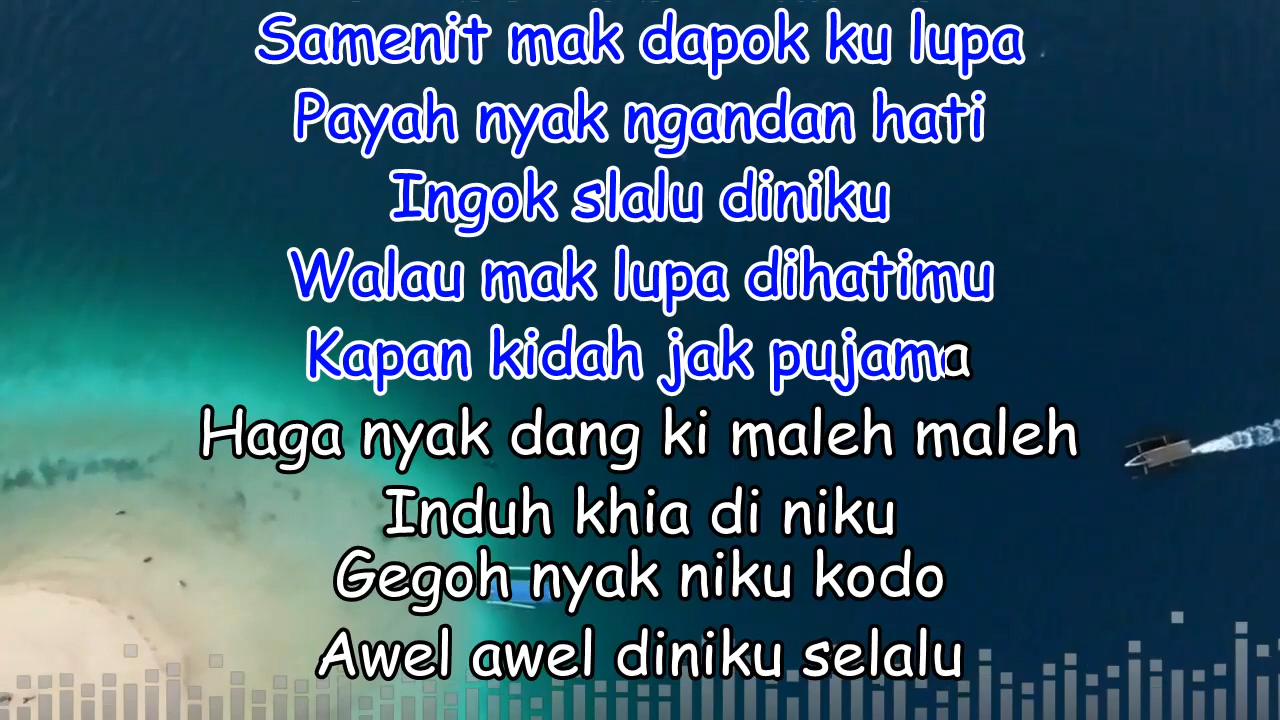 Samenit mak dapok ku lupa
Payah nyak ngandan hati
Ingok slalu diniku
Walau mak lupa dihatimu
Kapan kidah jak pujama
Haga nyak dang ki maleh maleh
Induh khia di niku
Gegoh nyak niku kodo
Awel awel diniku selalu